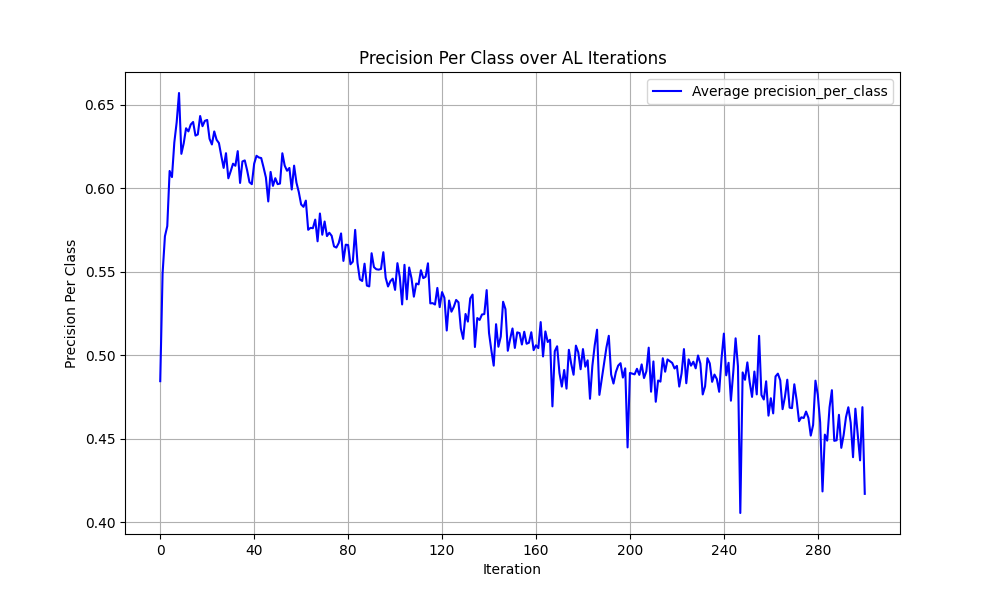 Precision Per Class over AL Iterations
Average precision_per_class
Precision Per Class
0.65
0.60
0.55
0.50
0.45
0.40
0 40 80 120 160 200 240 280
Iteration